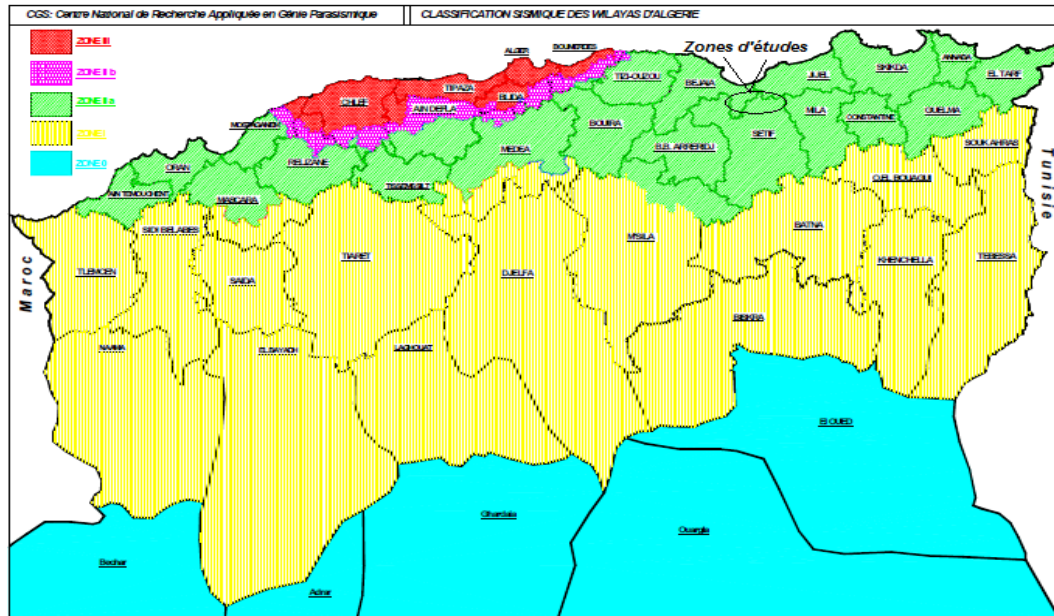 CGS: Centre National de Recherche Appliquée en Génie Parasismique
CLASSIFICATION SISMIQUE DES WILAYAS D'ALGERIE
ZONE III
ZONE II b
ZONE II a
ZONE I
ZONE 0
Zones d'études
ALGER
BOUMERDES
TIPAZA
BLIDA
CHLEF
AIN DEFLA
TIZI-OUZOU
BEJAIA
JIJEL
SKIKDA
ANNABA
EL TARF
MOSTAGANEM
MILA
CONSTANTINE
GUELMA
BOUIRA
SETIF
SOUK AHRAS
ORAN
RELIZANE
MEDEA
B.B. ARRERIDJ
O.EL BOUAGUI
AIN TEMOUCHENT
MASCARA
TISSEMSILT
SIDI BELABES
TLEMCEN
SAIDA
TIARET
DJELFA
M'SILA
BATNA
KHENCHELLA
TEBESSA
BISKRA
NAAMA
EL BAYADH
LAGHOUAT
El OUED
Ghardaia
Ouargla
Bechar
Adrar
Maroc
Tunisie